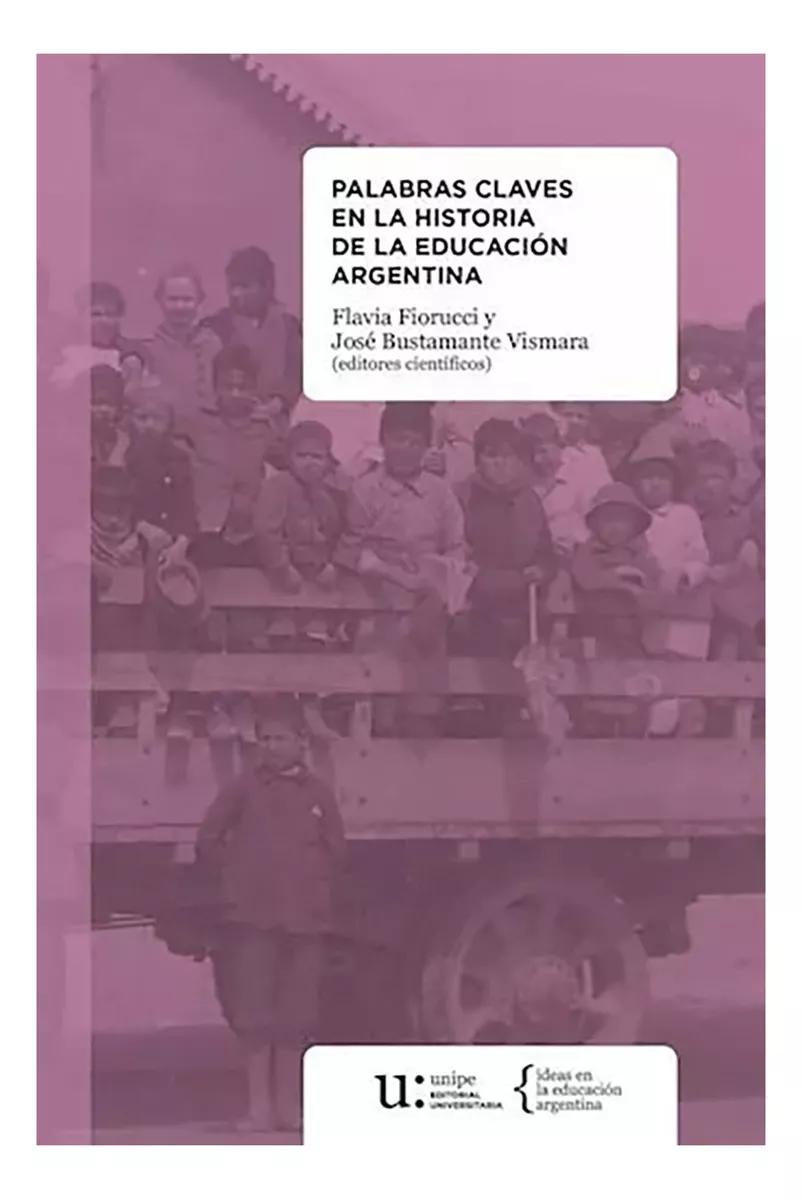 PALABRAS CLAVES
EN LA HISTORIA
DE LA EDUCACIÓN
ARGENTINA
Flavia Fiorucci y
José Bustamante Vismara
(editores científicos)
u: unipe
EDITORIAL
UNIVERSITARIA
{ ideas en
la educación
argentina